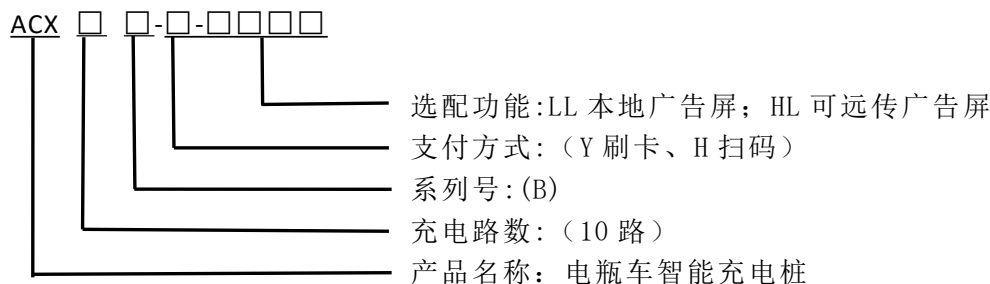 ACX □ □-□-□□□□
选配功能:LL 本地广告屏；HL 可远传广告屏
支付方式:（Y 刷卡、H 扫码）
系列号:(B)
充电路数:（10 路）
产品名称：电瓶车智能充电桩